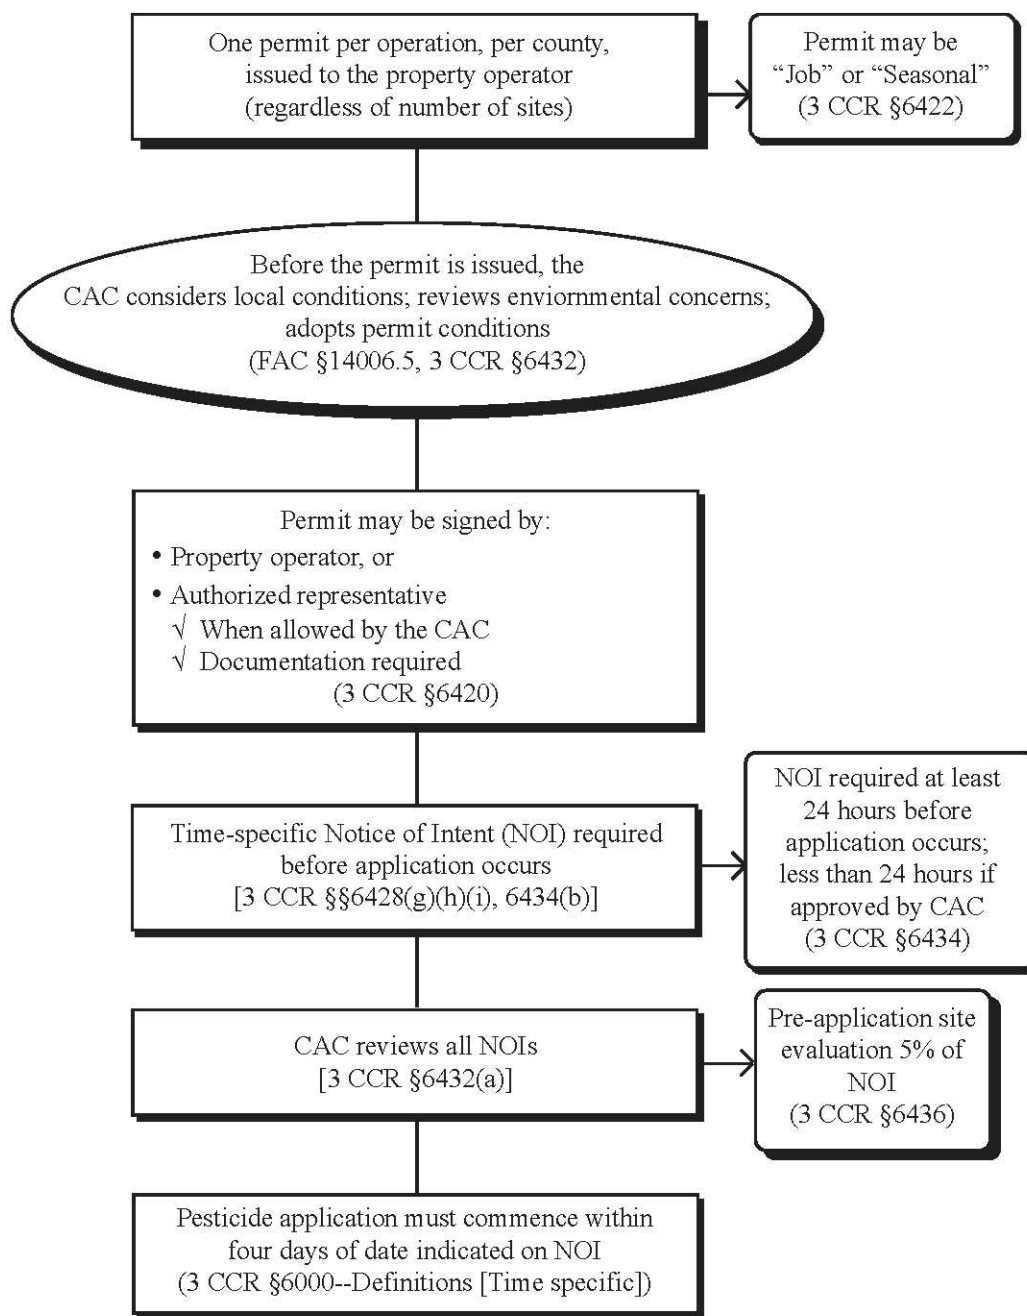 One permit per operation, per county,
issued to the property operator
(regardless of number of sites)
Permit may be
“Job” or “Seasonal”
(3 CCR §6422)
Before the permit is issued, the
CAC considers local conditions; reviews enviornmental concerns;
adopts permit conditions
(FAC §14006.5, 3 CCR §6432)
Permit may be signed by:
• Property operator, or
• Authorized representative
√ When allowed by the CAC
√ Documentation required
(3 CCR §6420)
Time-specific Notice of Intent (NOI) required
before application occurs
[3 CCR §§6428(g)(h)(i), 6434(b)]
NOI required at least
24 hours before
application occurs;
less than 24 hours if
approved by CAC
(3 CCR §6434)
CAC reviews all NOIs
[3 CCR §6432(a)]
Pre-application site
evaluation 5% of
NOI
(3 CCR §6436)
Pesticide application must commence within
four days of date indicated on NOI
(3 CCR §6000--Definitions [Time specific])